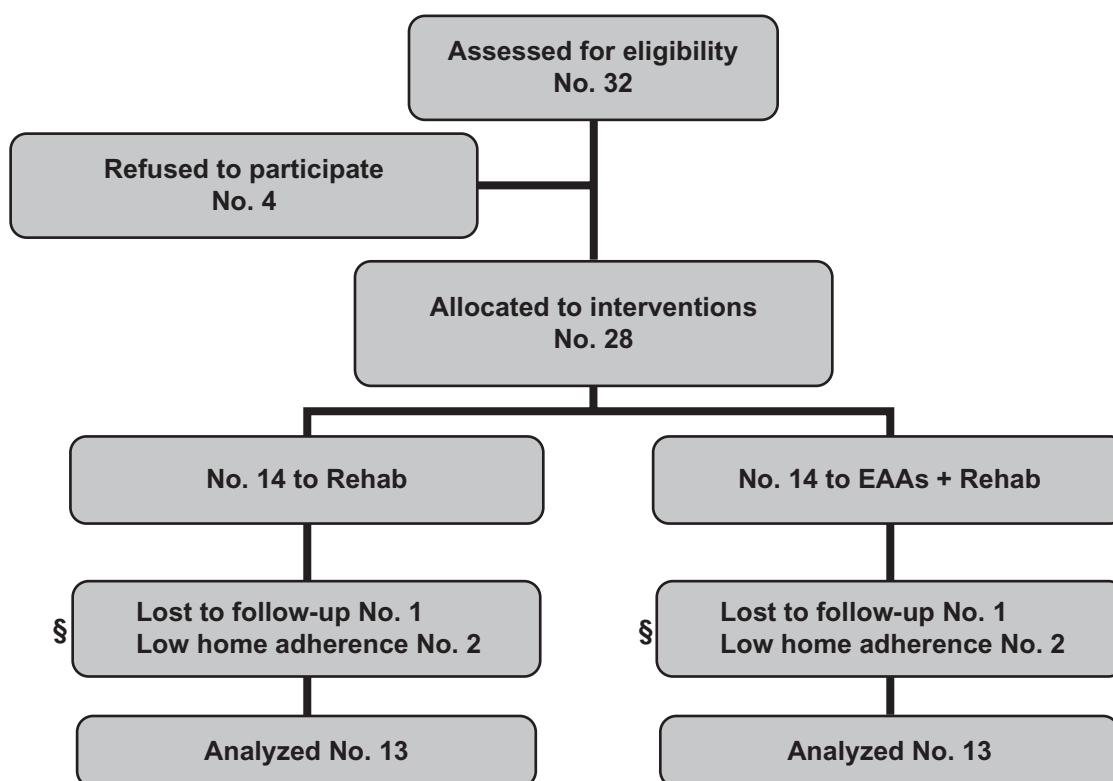 Assessed for eligibility
No. 32
Refused to participate
No. 4
Allocated to interventions
No. 28
No. 14 to Rehab
No. 14 to EAAs + Rehab
§
Lost to follow-up No. 1
Low home adherence No. 2
§
Lost to follow-up No. 1
Low home adherence No. 2
Analyzed No. 13
Analyzed No. 13